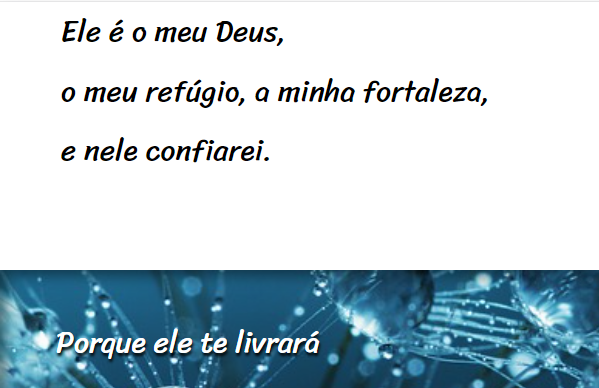 Ele é o meu Deus,
o meu refúgio, a minha fortaleza,
e nele confiarei.
Porque ele te livrará